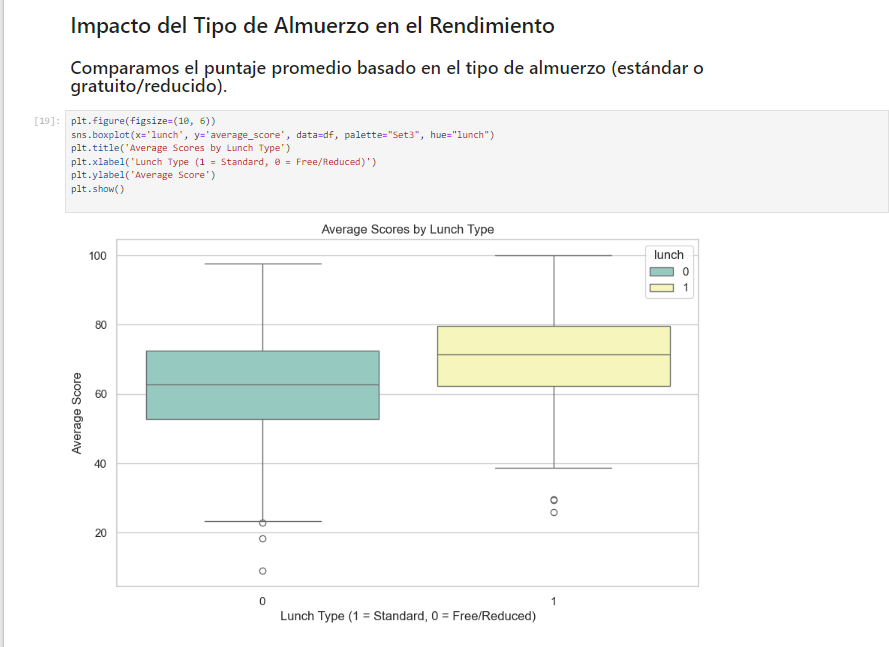 Impacto del Tipo de Almuerzo en el Rendimiento
Comparamos el puntaje promedio basado en el tipo de almuerzo (estándar o
gratuito/reducido).
[19]:
plt.figure(figsize=(10, 6))
sns.boxplot(x='lunch', y='average_score', data=df, palette="Set3", hue="lunch")
plt.title('Average Scores by Lunch Type')
plt.xlabel('Lunch Type (1 = Standard, 0 = Free/Reduced)')
plt.ylabel('Average Score')
plt.show()
Average Scores by Lunch Type
lunch
0
1
100
80
60
40
20
Average Score
0 1
Lunch Type (1 = Standard, 0 = Free/Reduced)